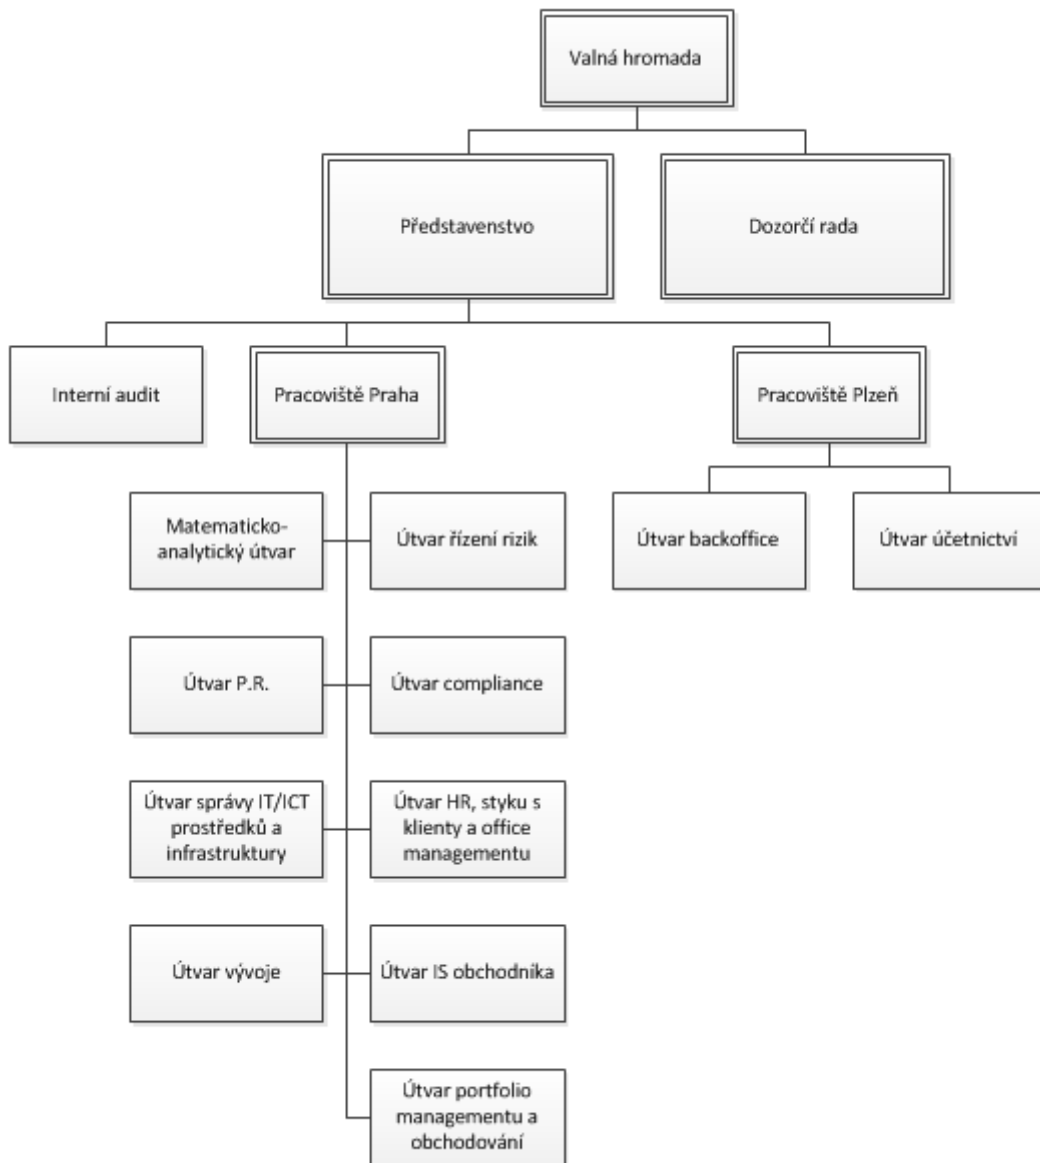 Valná hromada
Představenstvo
Dozorčí rada
Interní audit
Pracoviště Praha
Pracoviště Plzeň
Matematicko-
analytický útvar
Útvar řízení rizik
Útvar backoffice
Útvar účetnictví
Útvar P.R.
Útvar compliance
Útvar správy IT/ICT
prostředků a
infrastruktury
Útvar HR, styku s
klienty a office
managementu
Útvar vývoje
Útvar IS obchodníka
Útvar portfolio
managementu a
obchodování